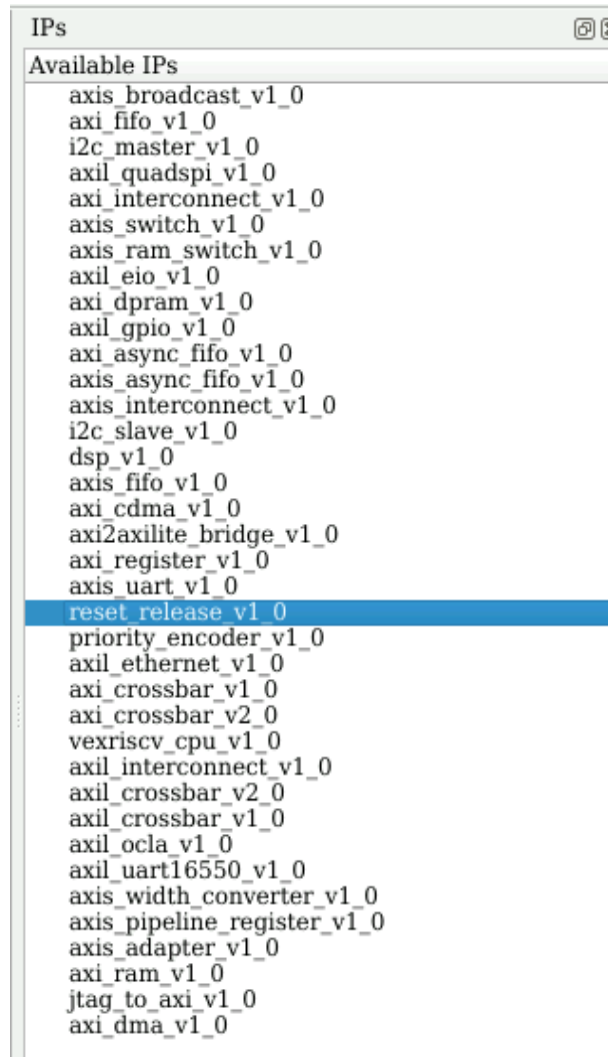 IPs
Available IPs
axis_broadcast_v1_0
axi_fifo_v1_0
i2c_master_v1_0
axil_quadspi_v1_0
axi_interconnect_v1_0
axis_switch_v1_0
axis_ram_switch_v1_0
axil_eio_v1_0
axi_dpram_v1_0
axil_gpio_v1_0
axi_async_fifo_v1_0
axis_async_fifo_v1_0
axis_interconnect_v1_0
i2c_slave_v1_0
dsp_v1_0
axis_fifo_v1_0
axi_cdma_v1_0
axi2axilite_bridge_v1_0
axi_register_v1_0
axis_uart_v1_0
reset_release_v1_0
priority_encoder_v1_0
axil_ethernet_v1_0
axi_crossbar_v1_0
axi_crossbar_v2_0
vexriscv_cpu_v1_0
axil_interconnect_v1_0
axil_crossbar_v2_0
axil_crossbar_v1_0
axil_ocla_v1_0
axil_uart16550_v1_0
axis_width_converter_v1_0
axis_pipeline_register_v1_0
axis_adapter_v1_0
axi_ram_v1_0
jtag_to_axi_v1_0
axi_dma_v1_0